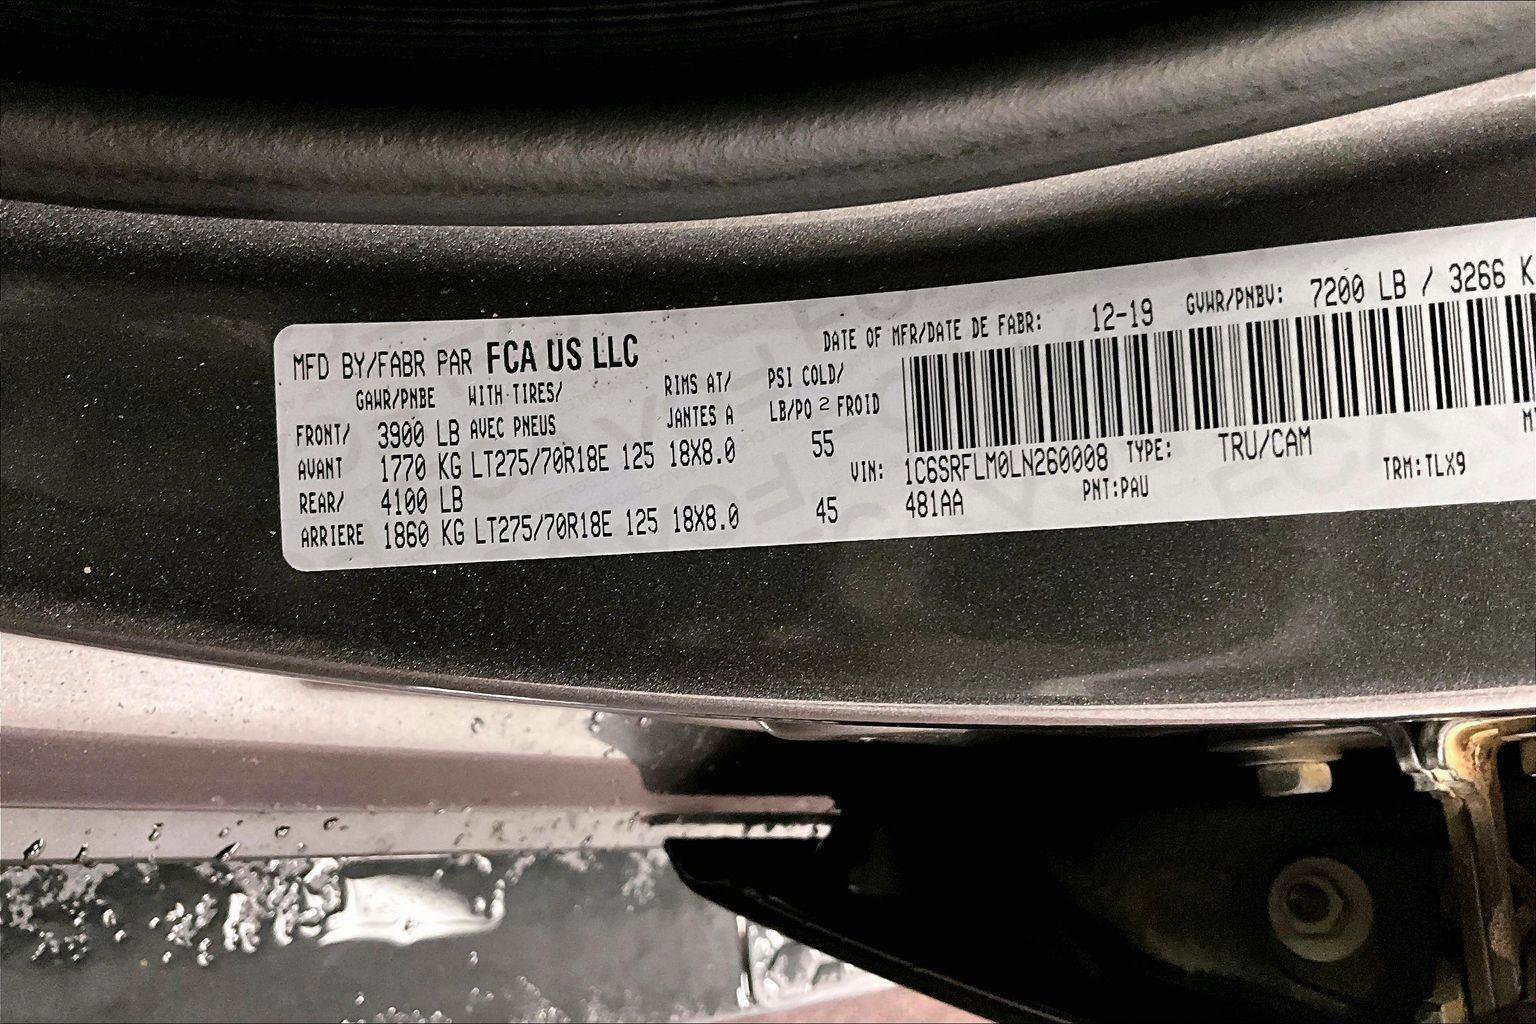 MFD BY/FABR PAR FCA US LLC
DATE OF MFR/DATE DE FABR: 12-19 GVWR/PNBV: 7200 LB / 3266 K
GAWR/PNBE WITH TIRES/ RIMS AT/ PSI COLD/
AVEC PNEUS JANTES A LB/PO 2 FROID
FRONT/ 3900 LB
AVANT 1770 KG LT275/70R18E 125 18X8.0 55
REAR/ 4100 LB
ARRIERE 1860 KG LT275/70R18E 125 18X8.0 45
VIN: 1C6SRFLM0LN260008 TYPE: TRU/CAM
481AA PNT:PAU TRM:TLX9